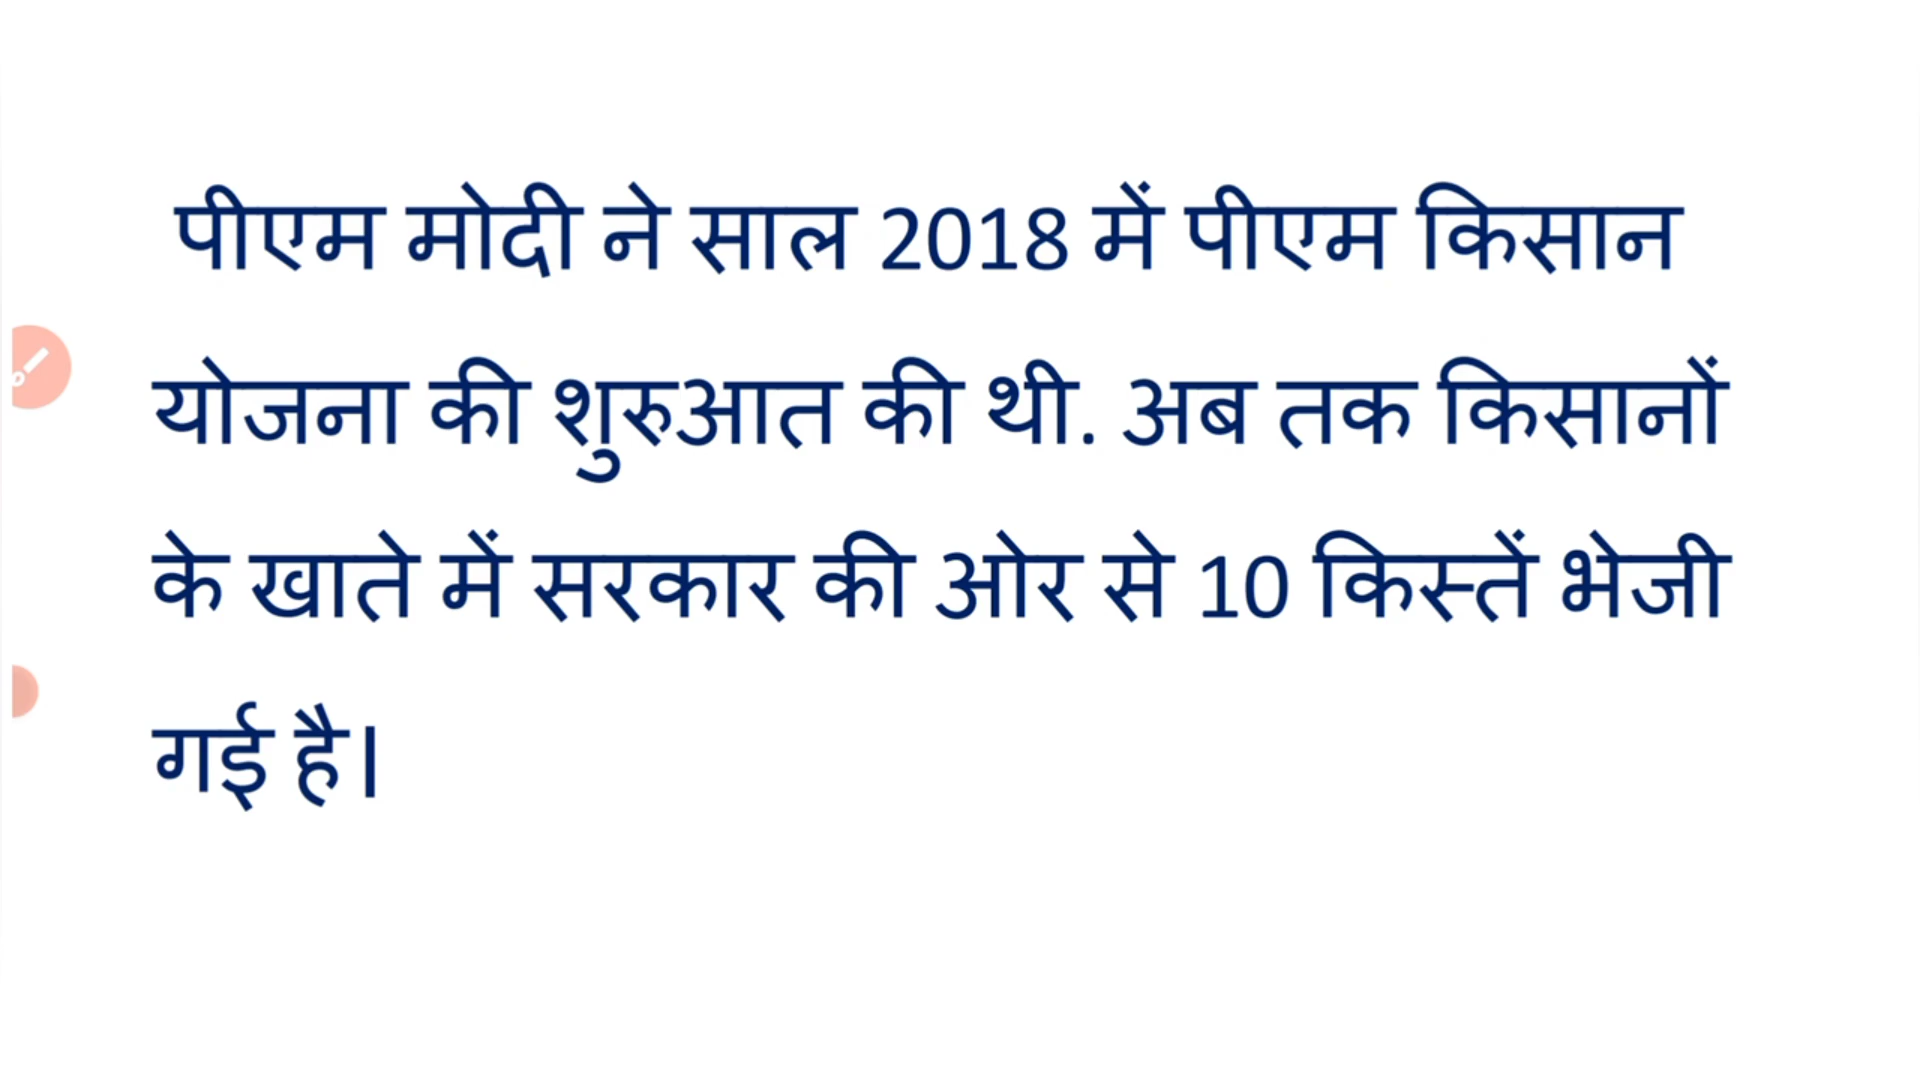 पीएम मोदी ने साल 2018 में पीएम किसान
योजना की शुरुआत की थी. अब तक किसानों
के खाते में सरकार की ओर से 10 किस्तें भेजी
गई है।